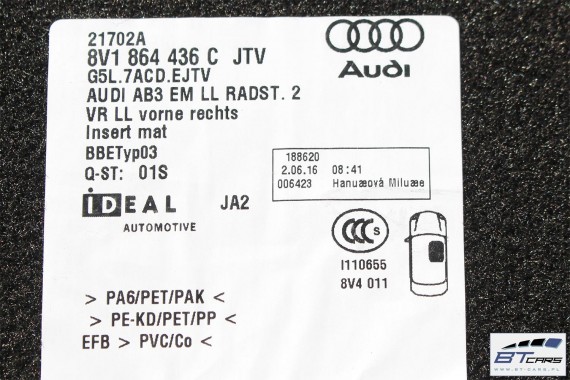 21702A
8V1 864 436 C JTV
G5L.7ACD.EJTV
AUDI AB3 EM LL RADST. 2
VR LL vorne rechts
Insert mat
BBETyp03
Q-ST: 01S
Audi
188620
2.06.16 08:41
006423 Hanuæová Miluæe
IDEAL JA2
AUTOMOTIVE
CCC S
I110655
8V4 011
> PA6/PET/PAK <
> PE-KD/PET/PP <
EFB > PVC/Co <
BTCARS
WWW.BT-CARS.PL